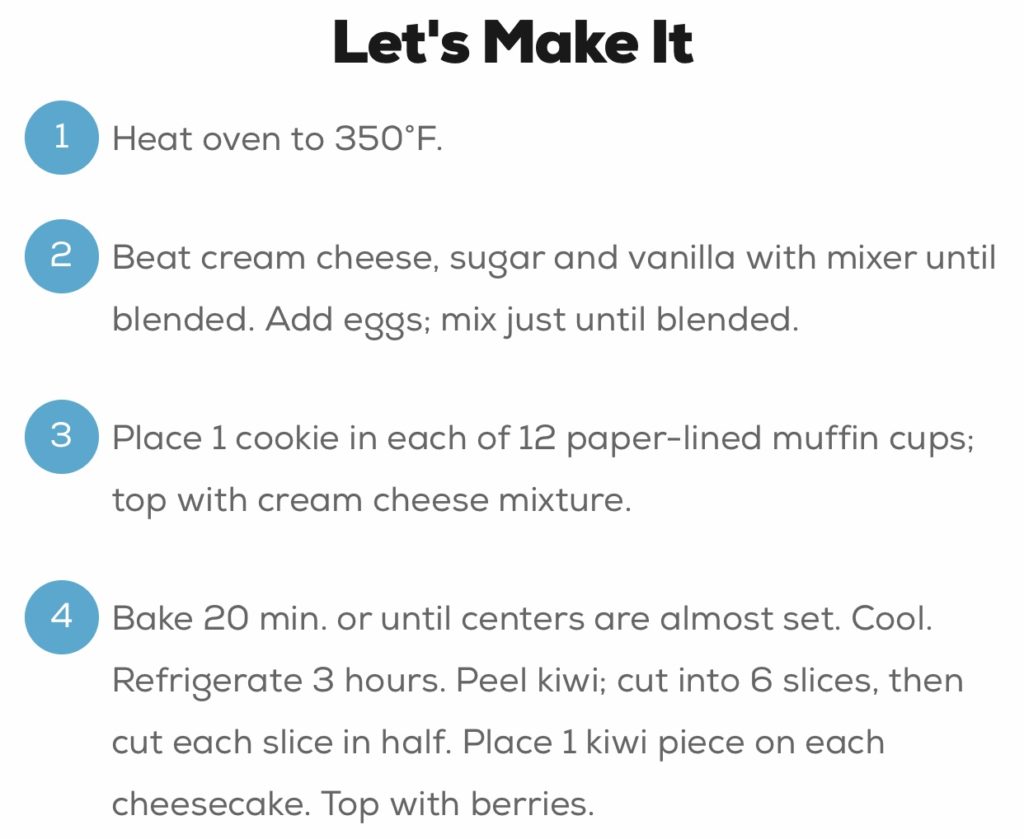 Let's Make It
1 Heat oven to 350°F.
2 Beat cream cheese, sugar and vanilla with mixer until
blended. Add eggs; mix just until blended.
3 Place 1 cookie in each of 12 paper-lined muffin cups;
top with cream cheese mixture.
4 Bake 20 min. or until centers are almost set. Cool.
Refrigerate 3 hours. Peel kiwi; cut into 6 slices, then
cut each slice in half. Place 1 kiwi piece on each
cheesecake. Top with berries.